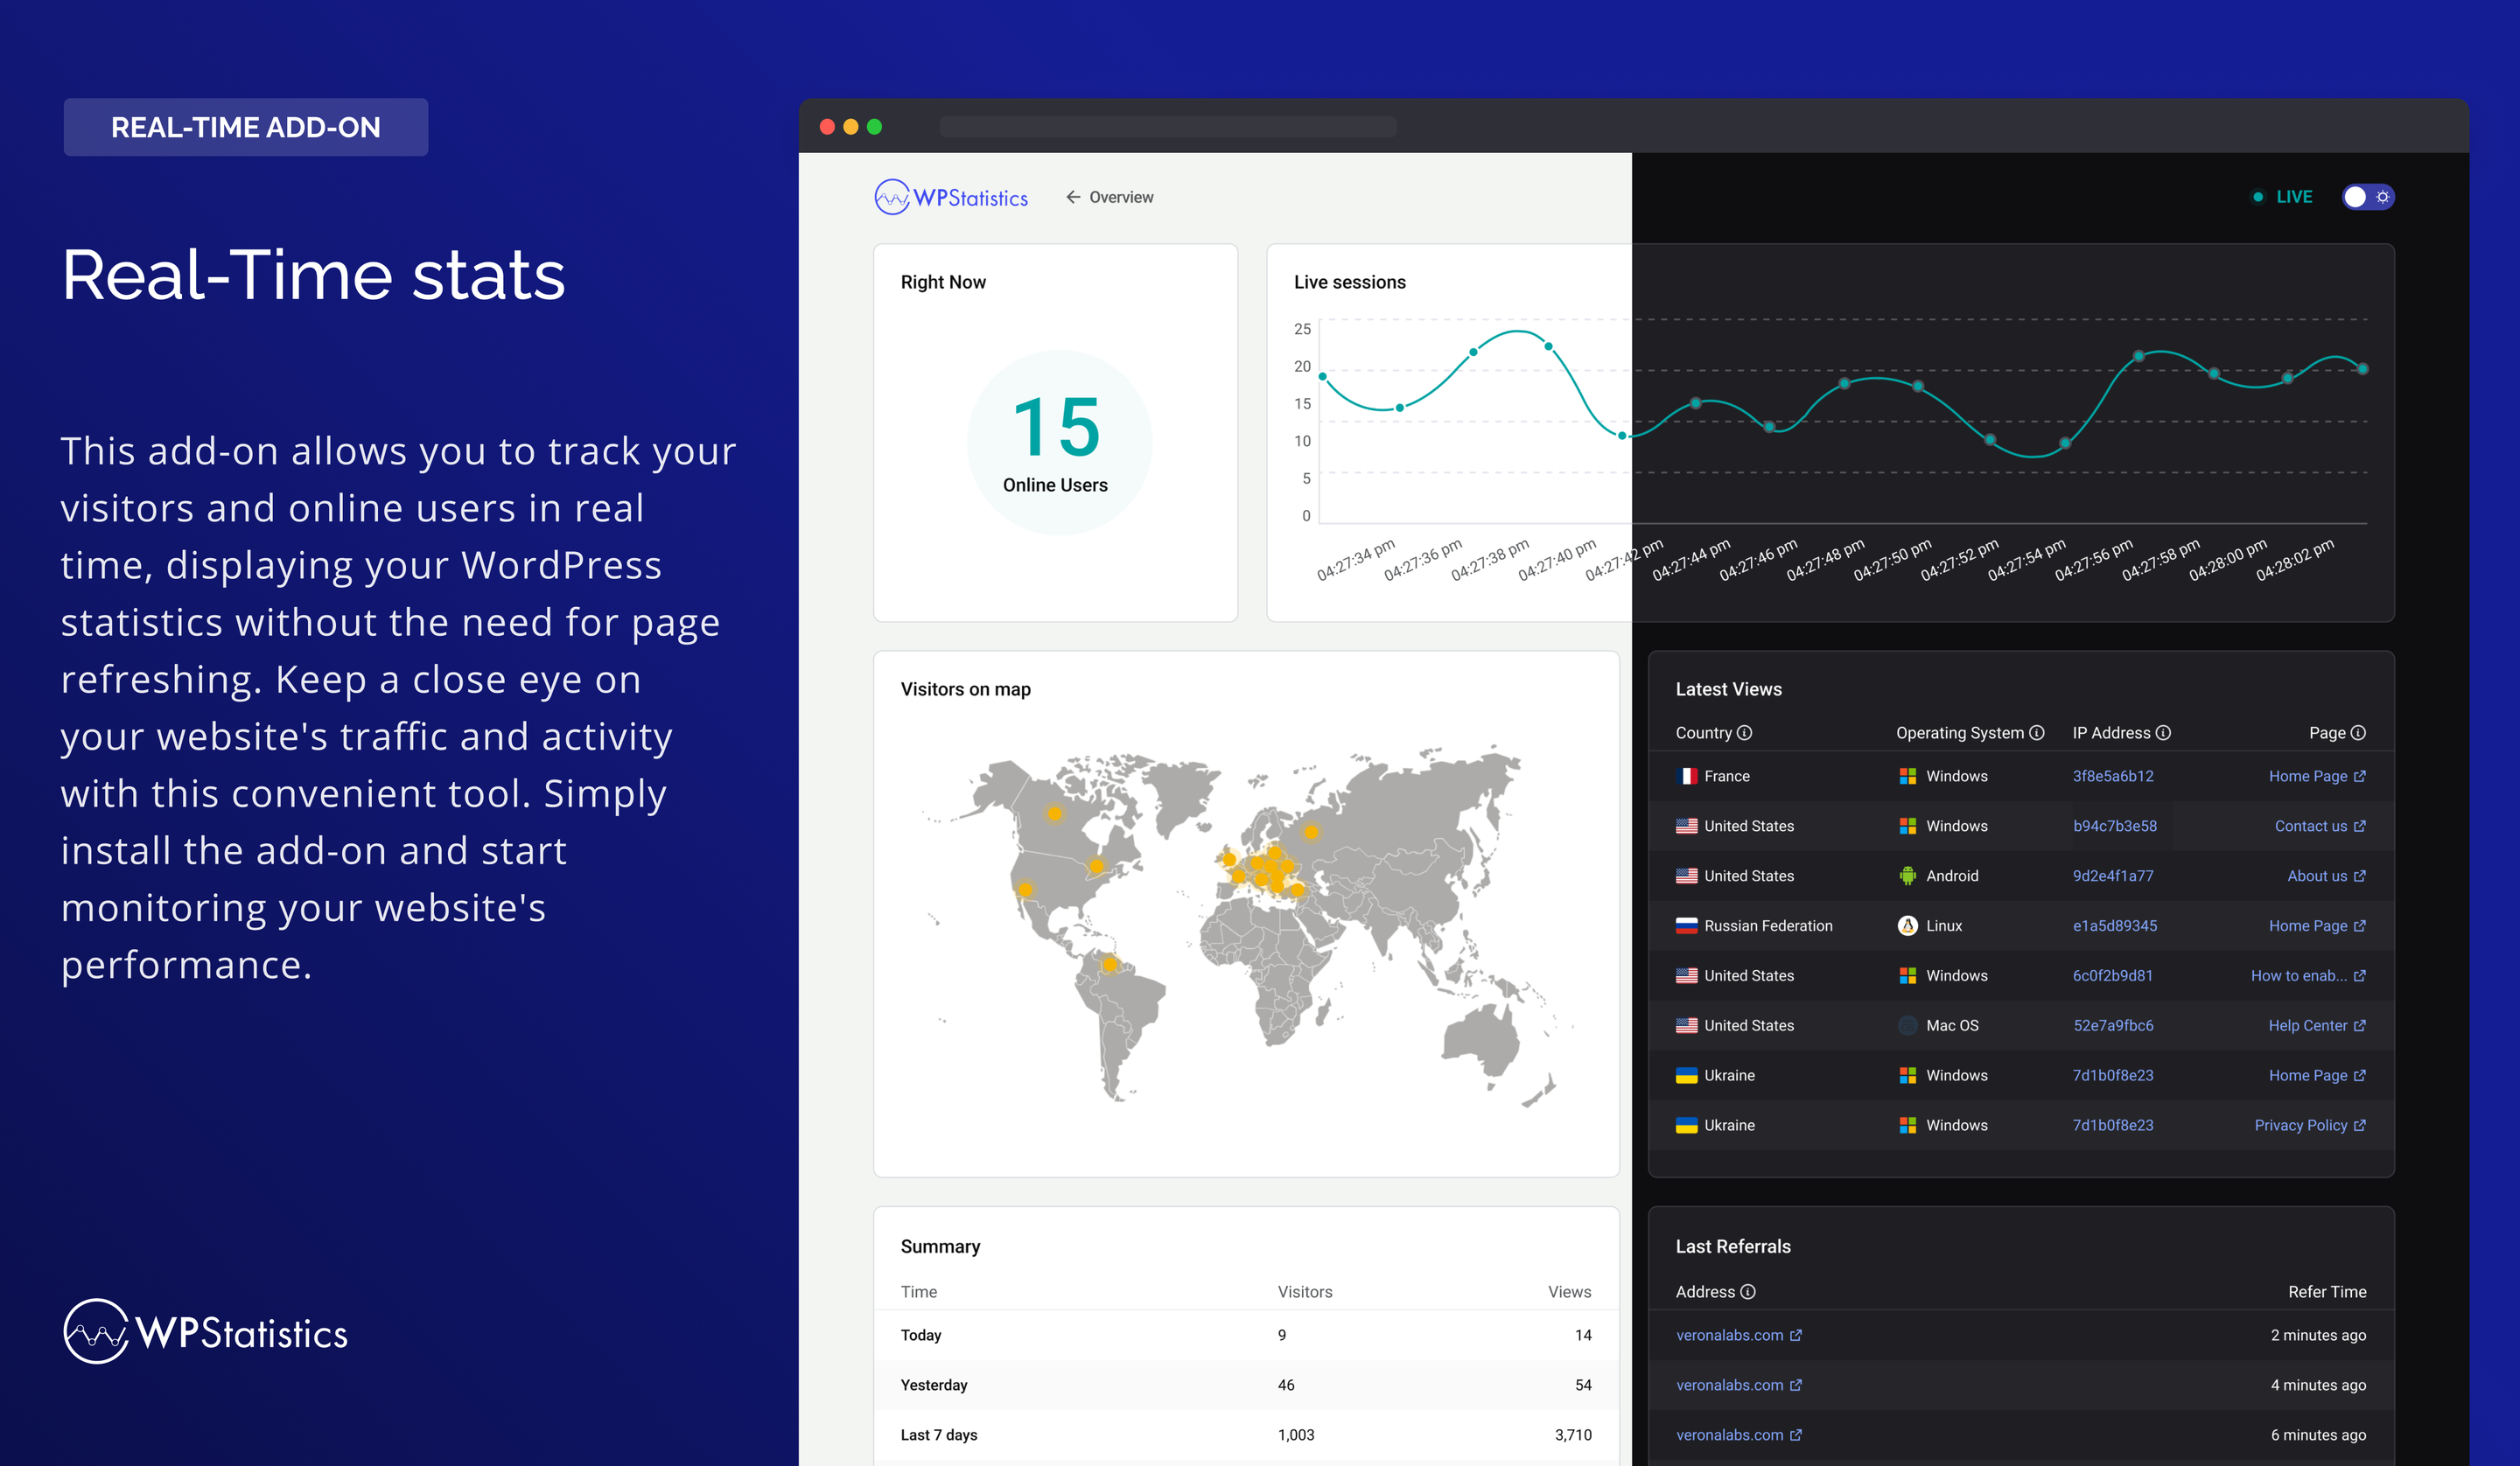 REAL-TIME ADD-ON
Real-Time stats
This add-on allows you to track your
visitors and online users in real
time, displaying your WordPress
statistics without the need for page
refreshing. Keep a close eye on
your website's traffic and activity
with this convenient tool. Simply
install the add-on and start
monitoring your website's
performance.
WPStatistics
WPStatistics
Overview
LIVE
Right Now
15
Online Users
Live sessions
25
20
15
10
5
0
04:27:34 pm
04:27:36 pm
04:27:38 pm
04:27:40 pm
04:27:42 pm
04:27:44 pm
04:27:46 pm
04:27:48 pm
04:27:50 pm
04:27:52 pm
04:27:54 pm
04:27:56 pm
04:27:58 pm
04:28:00 pm
04:28:02 pm
Visitors on map
Latest Views
Country Operating System IP Address Page
France Windows 3f8e5a6b12 Home Page
United States Windows b94c7b3e58 Contact us
United States Android 9d2e4f1a77 About us
Russian Federation Linux e1a5d89345 Home Page
United States Windows 6c0f2b9d81 How to enab...
United States Mac OS 52e7a9fbc6 Help Center
Ukraine Windows 7d1b0f8e23 Home Page
Ukraine Windows 7d1b0f8e23 Privacy Policy
Summary
Time Visitors Views
Today 9 14
Yesterday 46 54
Last 7 days 1,003 3,710
Last Referrals
Address Refer Time
veronalabs.com 2 minutes ago
veronalabs.com 4 minutes ago
veronalabs.com 6 minutes ago